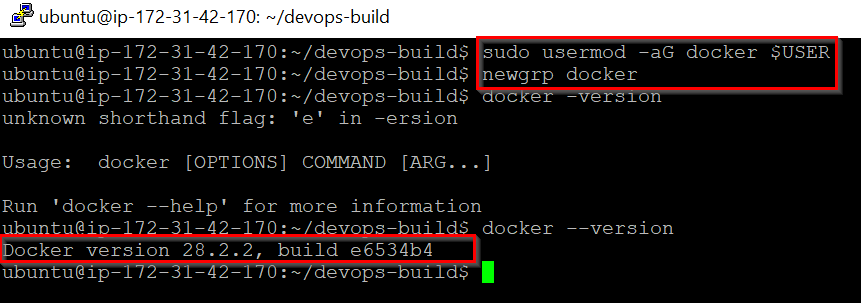 ubuntu@ip-172-31-42-170: ~/devops-build
ubuntu@ip-172-31-42-170:~/devops-build$ sudo usermod -aG docker $USER
ubuntu@ip-172-31-42-170:~/devops-build$ newgrp docker
ubuntu@ip-172-31-42-170:~/devops-build$ docker -version
unknown shorthand flag: 'e' in -ersion
Usage:  docker [OPTIONS] COMMAND [ARG...]
Run 'docker --help' for more information
ubuntu@ip-172-31-42-170:~/devops-build$ docker --version
Docker version 28.2.2, build e6534b4
ubuntu@ip-172-31-42-170:~/devops-build$